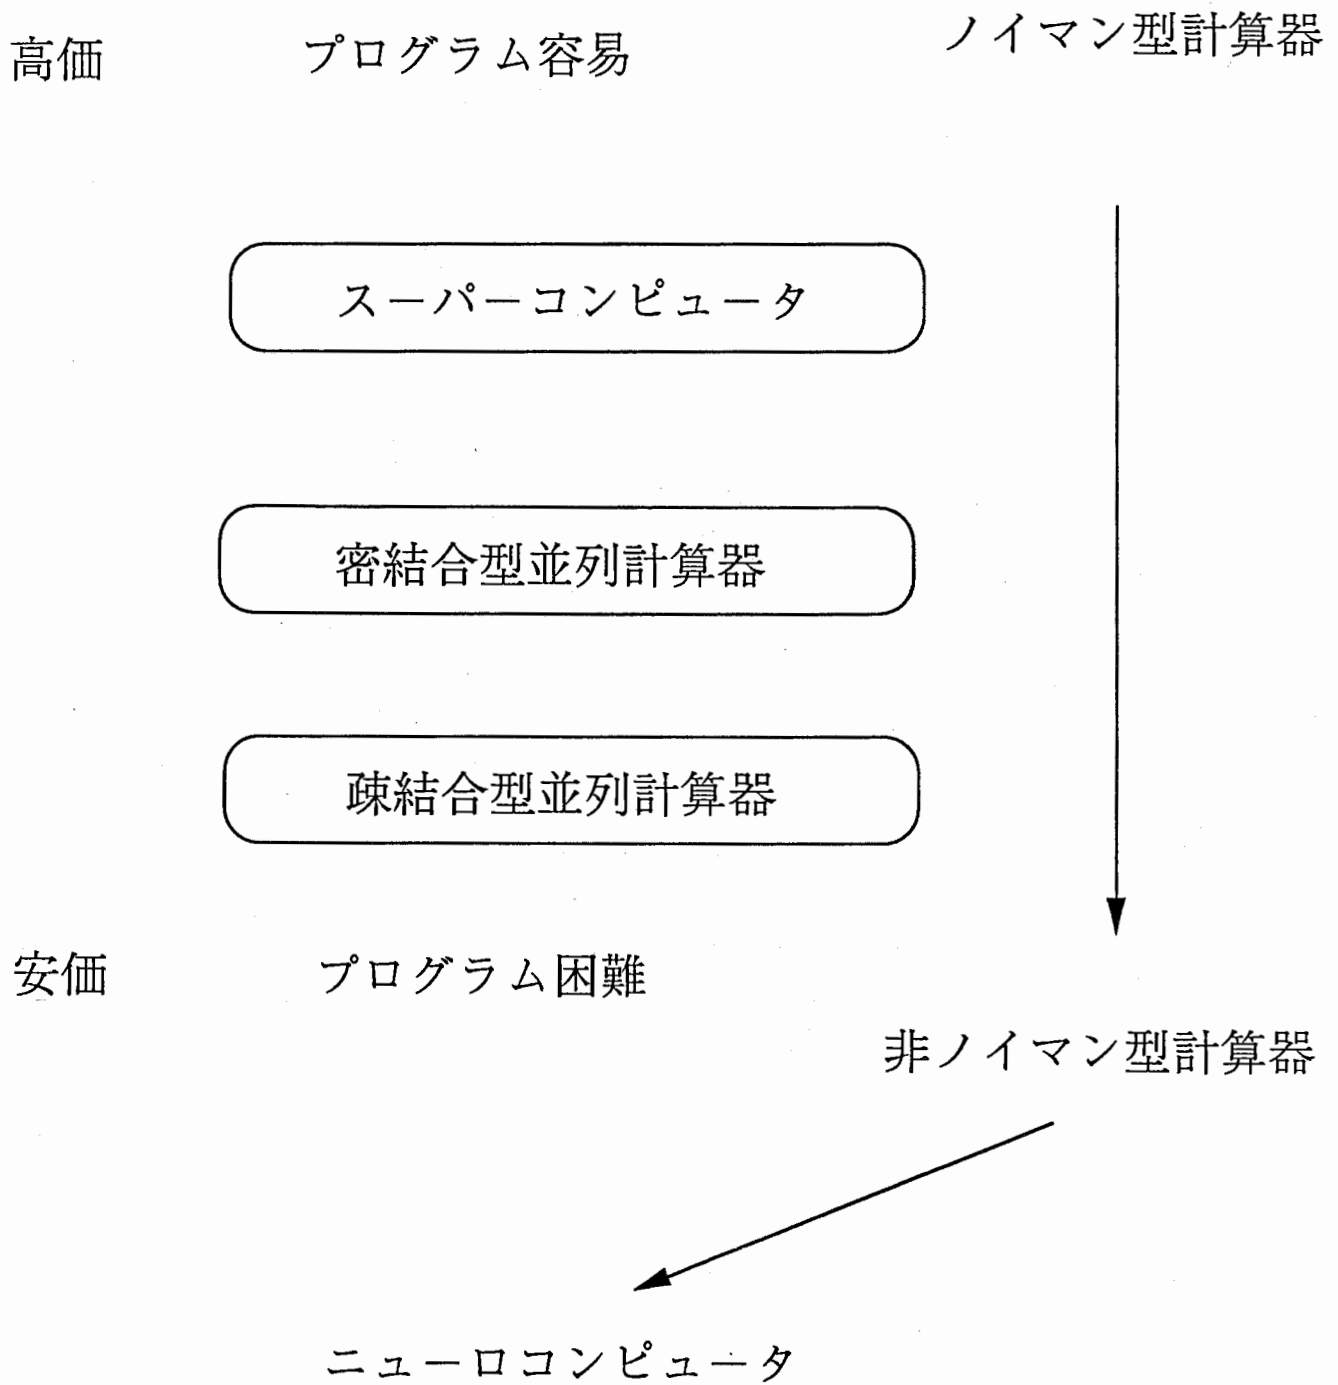 高価 プログラム容易 ノイマン型計算器
スーパーコンピュータ
密結合型並列計算器
疎結合型並列計算器
安価 プログラム困難
非ノイマン型計算器
ニューロコンピュータ